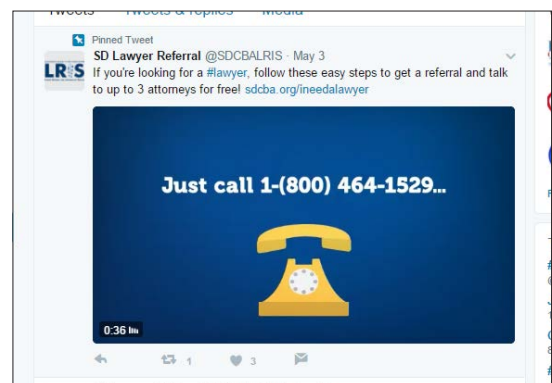 Tweets Tweets & replies Media
Pinned Tweet
SD Lawyer Referral @SDCBALRIS · May 3
LRIS
If you're looking for a #lawyer, follow these easy steps to get a referral and talk
to up to 3 attorneys for free! sdcba.org/ineedalawyer
Just call 1-(800) 464-1529...
0:36
1 3